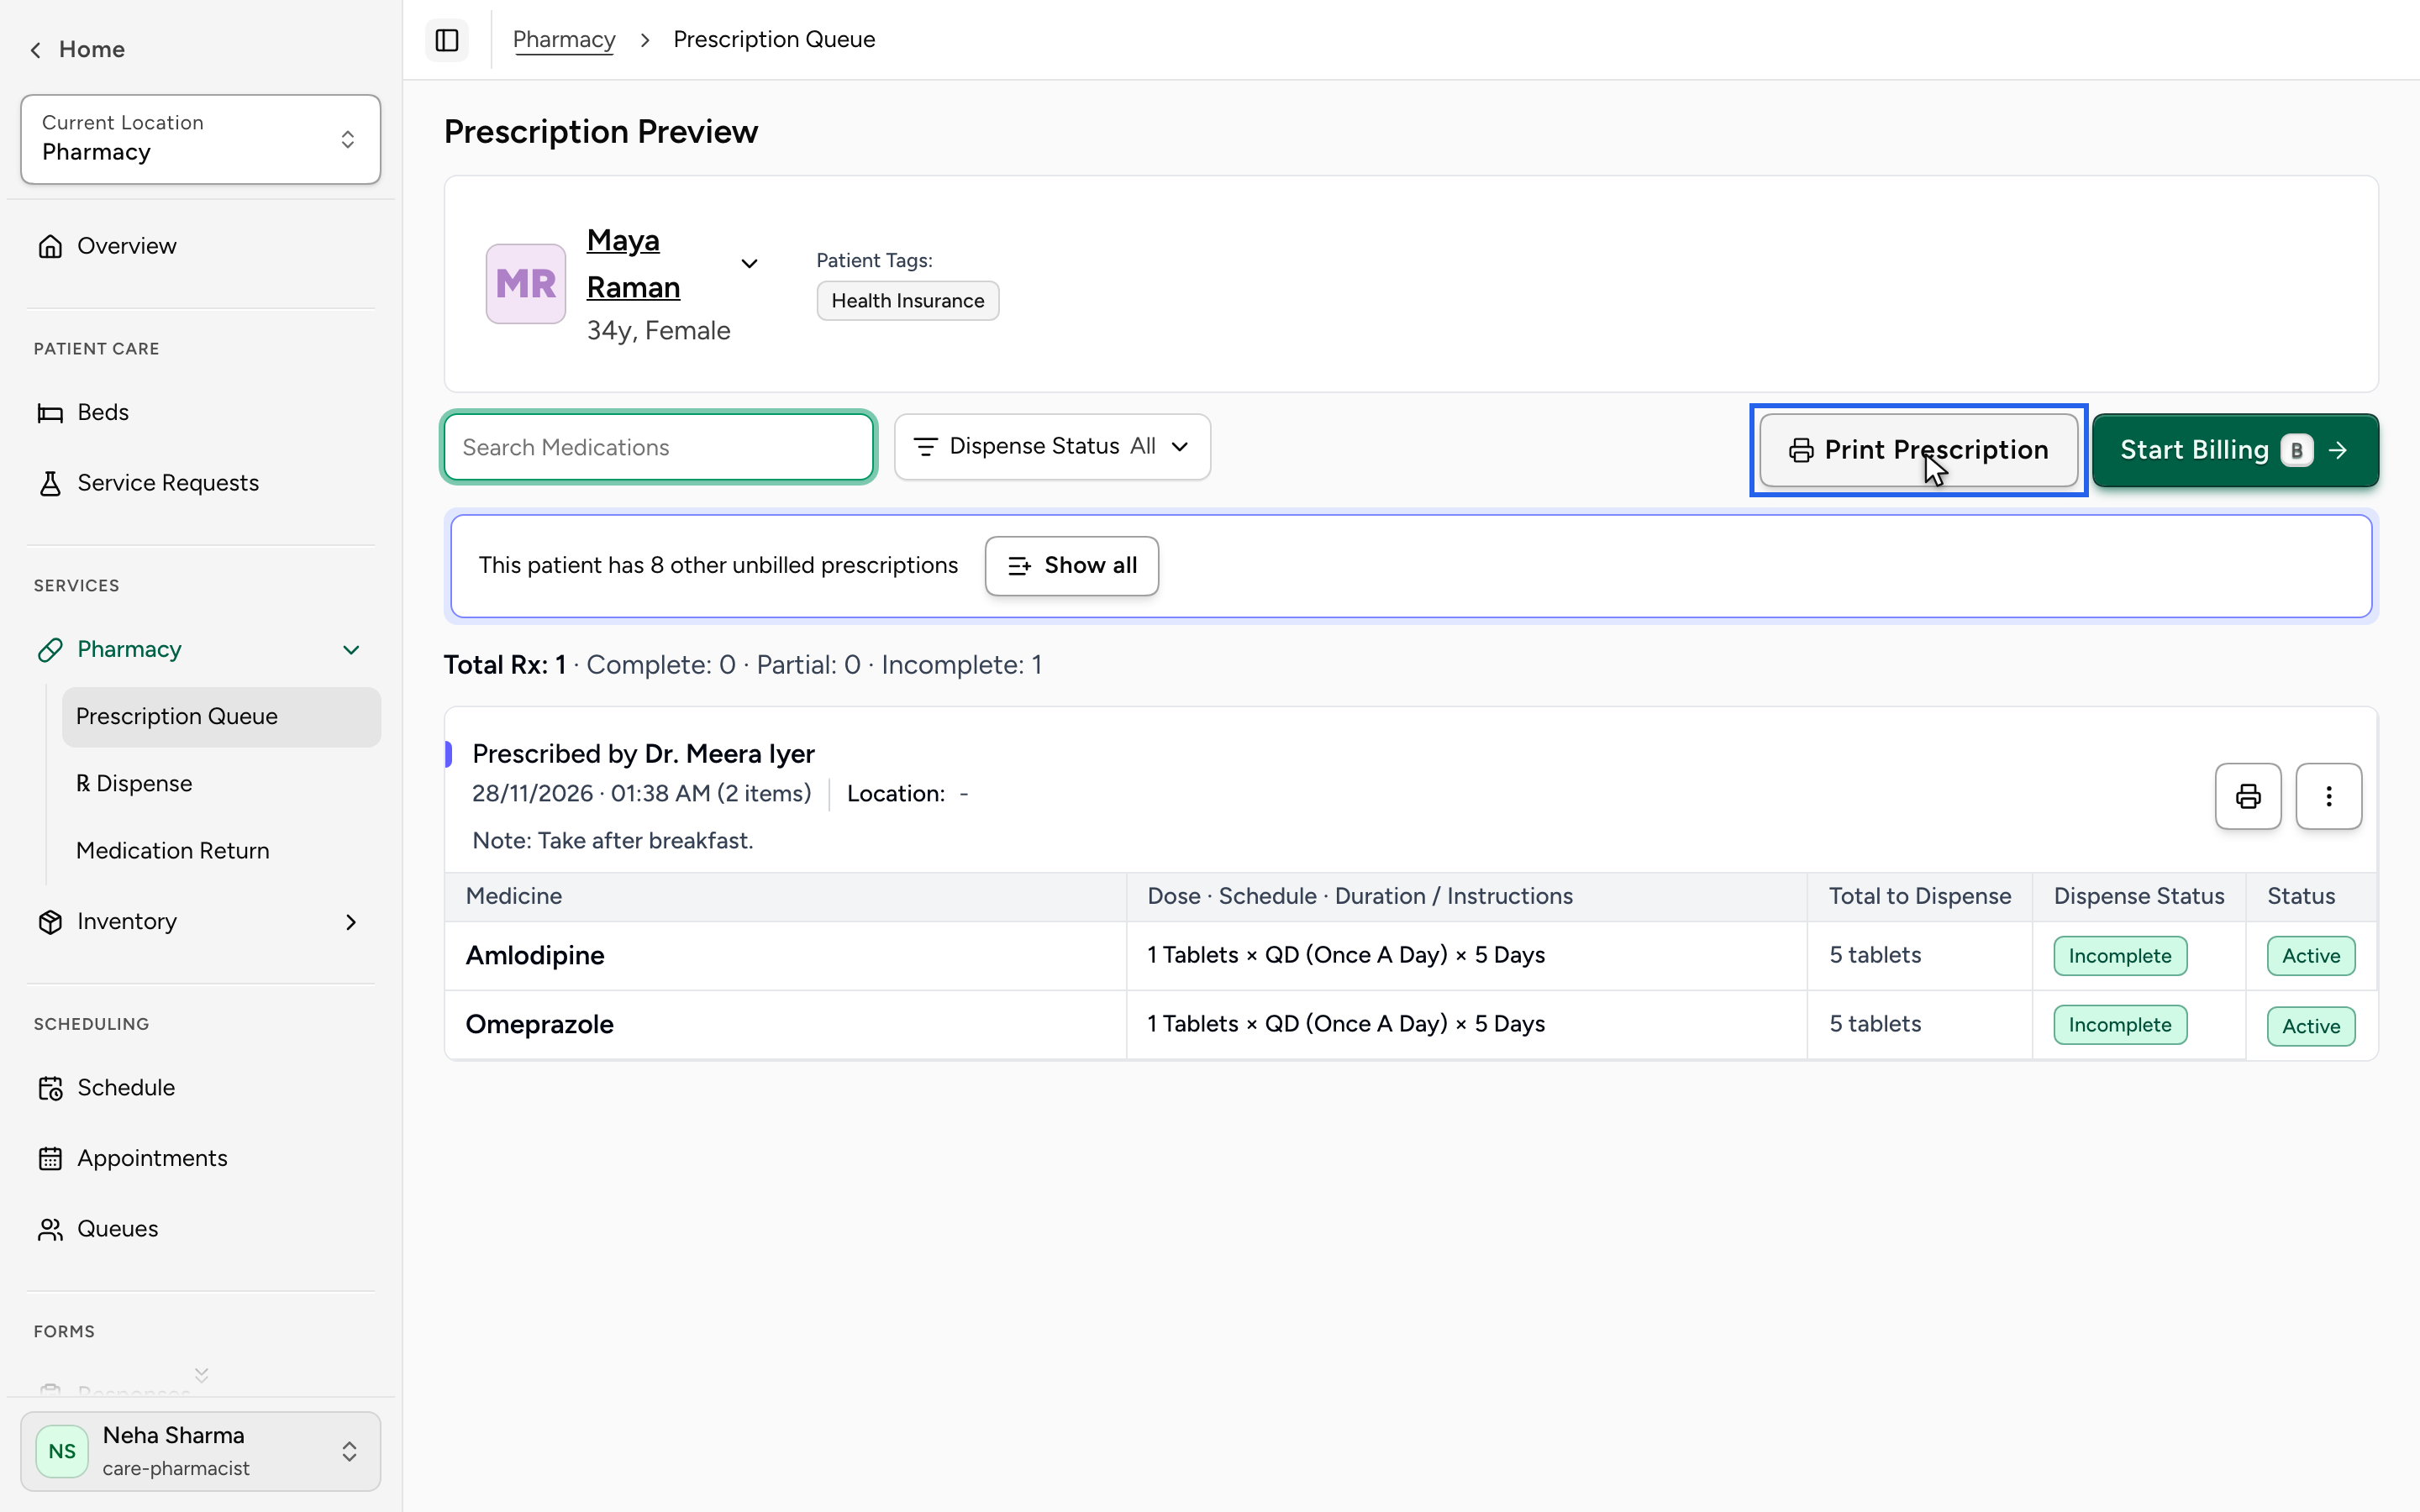 Home
Current Location
Pharmacy
Overview
PATIENT CARE
Beds
Service Requests
SERVICES
Pharmacy
Prescription Queue
℞ Dispense
Medication Return
Inventory
SCHEDULING
Schedule
Appointments
Queues
FORMS
Responses
NS
Neha Sharma
care-pharmacist
Pharmacy > Prescription Queue
Prescription Preview
MR
Maya
Raman
34y, Female
Patient Tags:
Health Insurance
Search Medications
Dispense Status All
Print Prescription
Start Billing B →
This patient has 8 other unbilled prescriptions
Show all
Total Rx: 1 · Complete: 0 · Partial: 0 · Incomplete: 1
Prescribed by Dr. Meera Iyer
28/11/2026 · 01:38 AM (2 items) Location: -
Note: Take after breakfast.
Medicine Dose · Schedule · Duration / Instructions Total to Dispense Dispense Status Status
Amlodipine 1 Tablets × QD (Once A Day) × 5 Days 5 tablets Incomplete Active
Omeprazole 1 Tablets × QD (Once A Day) × 5 Days 5 tablets Incomplete Active